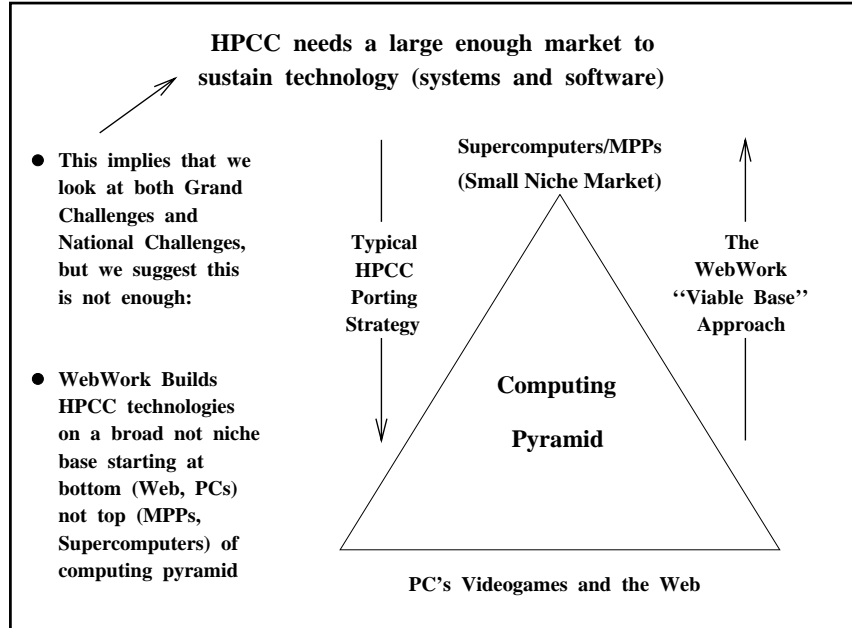 HPCC needs a large enough market to
sustain technology (systems and software)
● This implies that we
look at both Grand
Challenges and
National Challenges,
but we suggest this
is not enough:
● WebWork Builds
HPCC technologies
on a broad not niche
base starting at
bottom (Web, PCs)
not top (MPPs,
Supercomputers) of
computing pyramid
Typical
HPCC
Porting
Strategy
Supercomputers/MPPs
(Small Niche Market)
Computing
Pyramid
PC's Videogames and the Web
The
WebWork
‘‘Viable Base’’
Approach